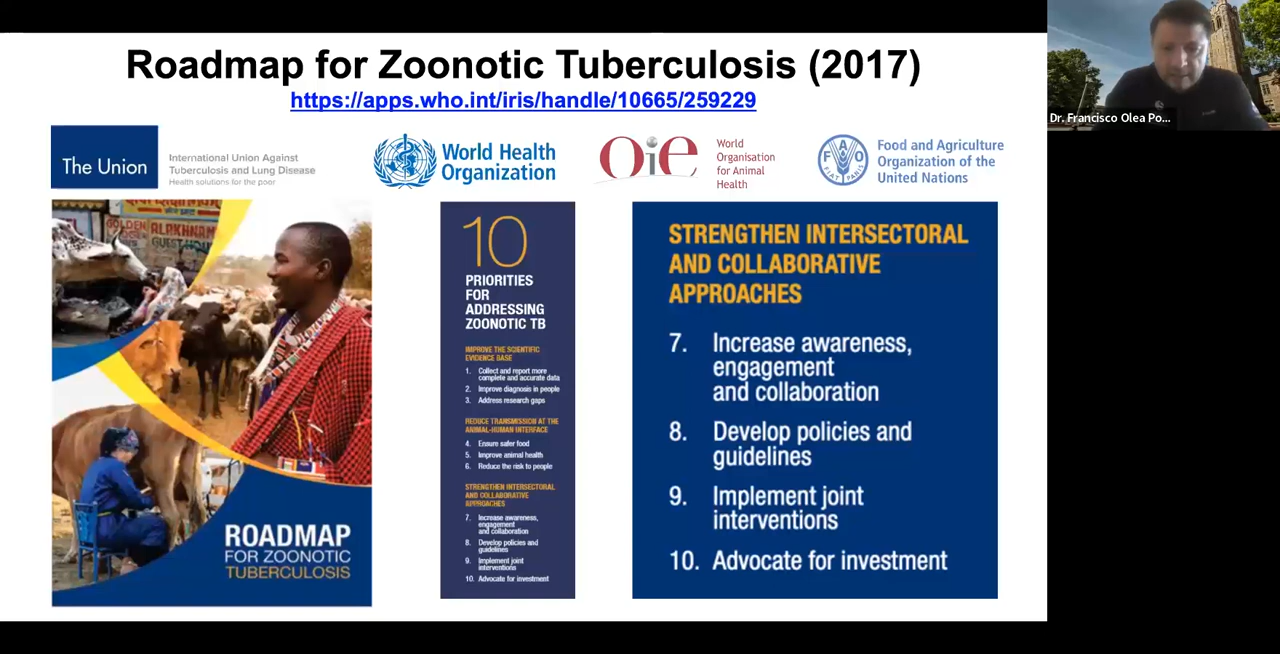 Roadmap for Zoonotic Tuberculosis (2017)
https://apps.who.int/iris/handle/10665/259229
The Union
International Union Against
Tuberculosis and Lung Disease
Health solutions for the poor
World Health
Organization
OiE
World
Organisation
for Animal
Health
FAO
FIAT PANIS
Food and Agriculture
Organization of the
United Nations
GOLDEN
ALAKHNA
GUEST HOU
ROADMAP
FOR ZOONOTIC
TUBERCULOSIS
10
PRIORITIES
FOR
ADDRESSING
ZOONOTIC TB
IMPROVE THE SCIENTIFIC
EVIDENCE BASE
1. Collect and report more
complete and accurate data
2. Improve diagnosis in people
3. Address research gaps
REDUCE TRANSMISSION AT THE
ANIMAL-HUMAN INTERFACE
4. Ensure safer food
5. Improve animal health
6. Reduce the risk to people
STRENGTHEN INTERSECTORAL
AND COLLABORATIVE
APPROACHES
7. Increase awareness,
engagement
and collaboration
8. Develop policies and
guidelines
9. Implement joint
interventions
10. Advocate for investment
STRENGTHEN INTERSECTORAL
AND COLLABORATIVE
APPROACHES
7. Increase awareness,
engagement
and collaboration
8. Develop policies and
guidelines
9. Implement joint
interventions
10. Advocate for investment
Dr. Francisco Olea Po...